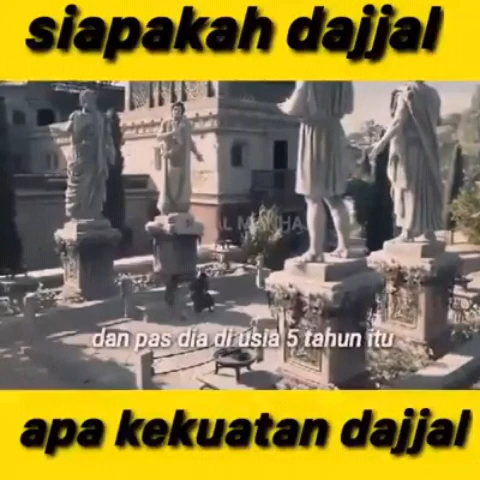 siapakah dajjal
dan pas dia di usia 5 tahun itu
apa kekuatan dajjal